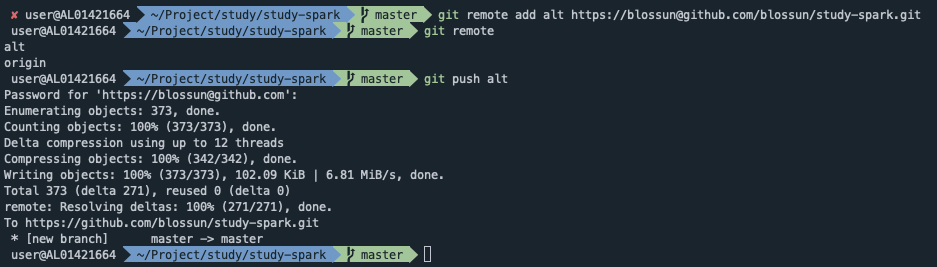 ✘ user@AL01421664 ~/Project/study/study-spark master git remote add alt https://blossun@github.com/blossun/study-spark.git
user@AL01421664 ~/Project/study/study-spark master git remote
alt
origin
user@AL01421664 ~/Project/study/study-spark master git push alt
Password for 'https://blossun@github.com':
Enumerating objects: 373, done.
Counting objects: 100% (373/373), done.
Delta compression using up to 12 threads
Compressing objects: 100% (342/342), done.
Writing objects: 100% (373/373), 102.09 KiB | 6.81 MiB/s, done.
Total 373 (delta 271), reused 0 (delta 0)
remote: Resolving deltas: 100% (271/271), done.
To https://github.com/blossun/study-spark.git
* [new branch] master -> master
user@AL01421664 ~/Project/study/study-spark master